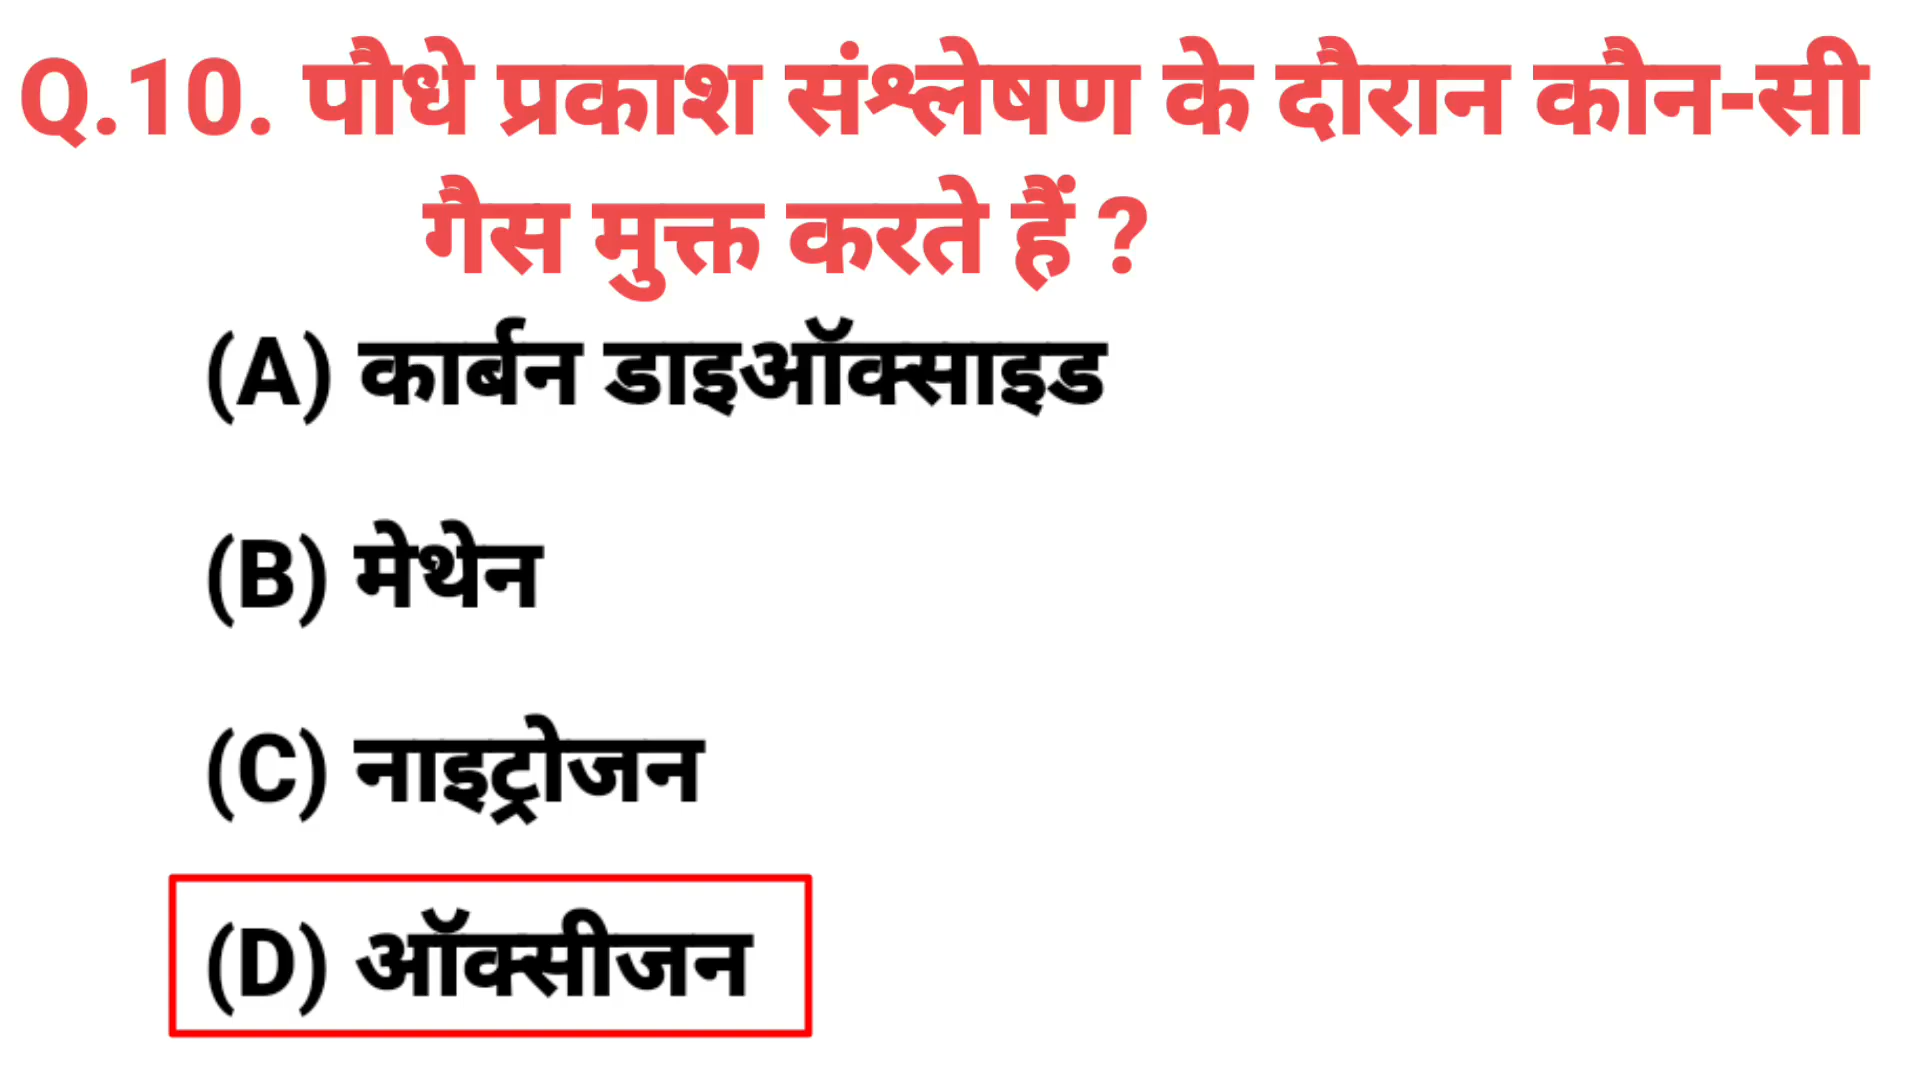 Q.10. पौधे प्रकाश संश्लेषण के दौरान कौन-सी
गैस मुक्त करते हैं ?
(A) कार्बन डाइऑक्साइड
(B) मेथेन
(C) नाइट्रोजन
(D) ऑक्सीजन